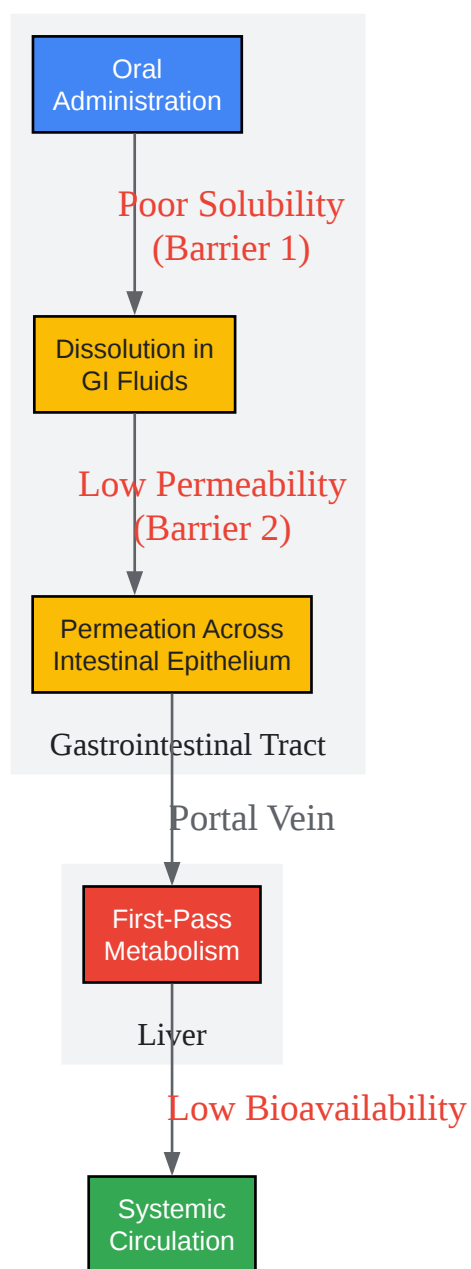 Oral
Administration
Poor Solubility
(Barrier 1)
Dissolution in
GI Fluids
Low Permeability
(Barrier 2)
Permeation Across
Intestinal Epithelium
Gastrointestinal Tract
Portal Vein
First-Pass
Metabolism
Liver
Low Bioavailability
Systemic
Circulation